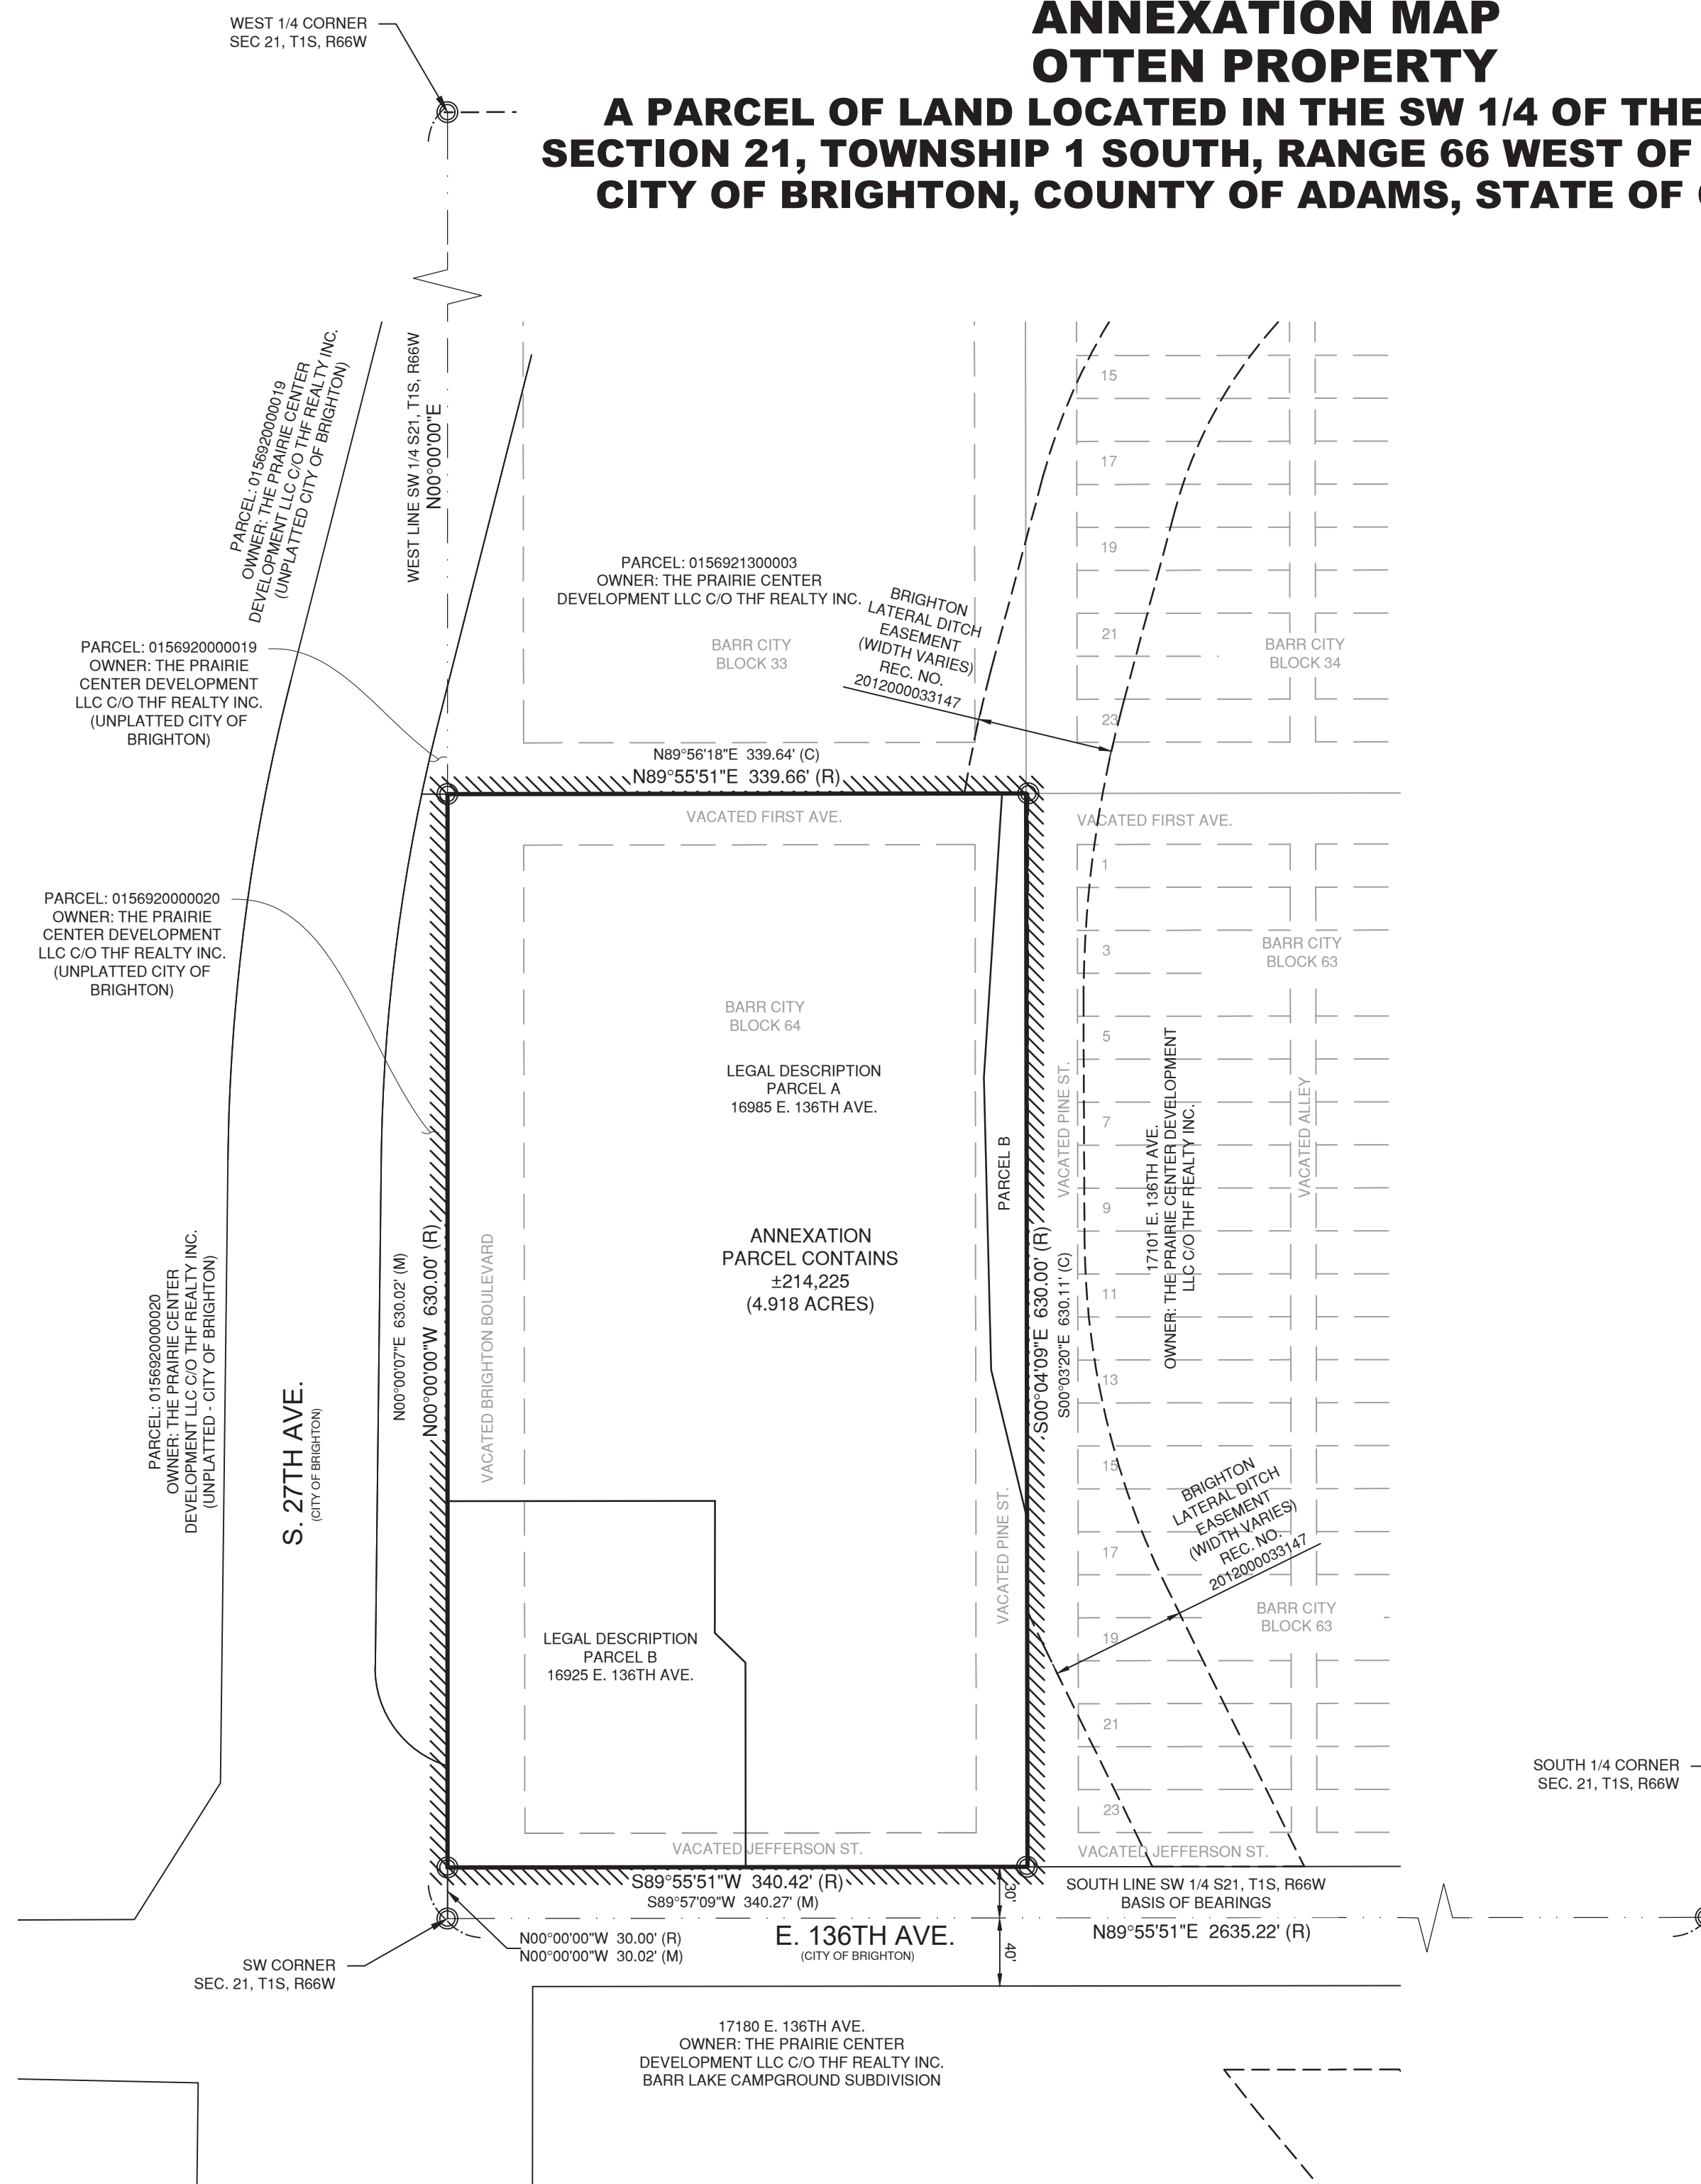 ANNEXATION MAP
OTTEN PROPERTY
A PARCEL OF LAND LOCATED IN THE SW 1/4 OF THE
SECTION 21, TOWNSHIP 1 SOUTH, RANGE 66 WEST OF
CITY OF BRIGHTON, COUNTY OF ADAMS, STATE OF
WEST 1/4 CORNER
SEC 21, T1S, R66W
PARCEL: 0156920000019
OWNER: THE PRAIRIE CENTER
DEVELOPMENT LLC C/O THF REALTY INC.
(UNPLATTED CITY OF BRIGHTON)
WEST LINE SW 1/4 S21, T1S, R66W
N00°00'00"E
PARCEL: 0156921300003
OWNER: THE PRAIRIE CENTER
DEVELOPMENT LLC C/O THF REALTY INC.
BARR CITY
BLOCK 33
BRIGHTON
LATERAL DITCH
EASEMENT
(WIDTH VARIES)
REC. NO.
2012000033147
15
17
19
21
23
BARR CITY
BLOCK 34
PARCEL: 0156920000019
OWNER: THE PRAIRIE
CENTER DEVELOPMENT
LLC C/O THF REALTY INC.
(UNPLATTED CITY OF
BRIGHTON)
N89°56'18"E 339.64' (C)
N89°55'51"E 339.66' (R)
VACATED FIRST AVE.
VACATED FIRST AVE.
PARCEL: 0156920000020
OWNER: THE PRAIRIE
CENTER DEVELOPMENT
LLC C/O THF REALTY INC.
(UNPLATTED CITY OF
BRIGHTON)
BARR CITY
BLOCK 64
LEGAL DESCRIPTION
PARCEL A
16985 E. 136TH AVE.
PARCEL B
VACATED PINE ST.
1
3
5
7
9
11
13
15
17
19
21
23
BARR CITY
BLOCK 63
17101 E. 136TH AVE.
OWNER: THE PRAIRIE CENTER DEVELOPMENT
LLC C/O THF REALTY INC.
VACATED ALLEY
ANNEXATION
PARCEL CONTAINS
±214,225
(4.918 ACRES)
PARCEL: 0156920000020
OWNER: THE PRAIRIE CENTER
DEVELOPMENT LLC C/O THF REALTY INC.
(UNPLATTED - CITY OF BRIGHTON)
S. 27TH AVE.
(CITY OF BRIGHTON)
N00°00'07"E 630.02' (M)
N00°00'00"W 630.00' (R)
VACATED BRIGHTON BOULEVARD
S00°04'09"E 630.00' (R)
S00°03'20"E 630.11' (C)
VACATED PINE ST.
BRIGHTON
LATERAL DITCH
EASEMENT
(WIDTH VARIES)
REC. NO.
2012000033147
BARR CITY
BLOCK 63
LEGAL DESCRIPTION
PARCEL B
16925 E. 136TH AVE.
SOUTH 1/4 CORNER
SEC. 21, T1S, R66W
VACATED JEFFERSON ST.
VACATED JEFFERSON ST.
S89°55'51"W 340.42' (R)
S89°57'09"W 340.27' (M)
30'
SOUTH LINE SW 1/4 S21, T1S, R66W
BASIS OF BEARINGS
N89°55'51"E 2635.22' (R)
N00°00'00"W 30.00' (R)
N00°00'00"W 30.02' (M)
E. 136TH AVE.
(CITY OF BRIGHTON)
40'
SW CORNER
SEC. 21, T1S, R66W
17180 E. 136TH AVE.
OWNER: THE PRAIRIE CENTER
DEVELOPMENT LLC C/O THF REALTY INC.
BARR LAKE CAMPGROUND SUBDIVISION